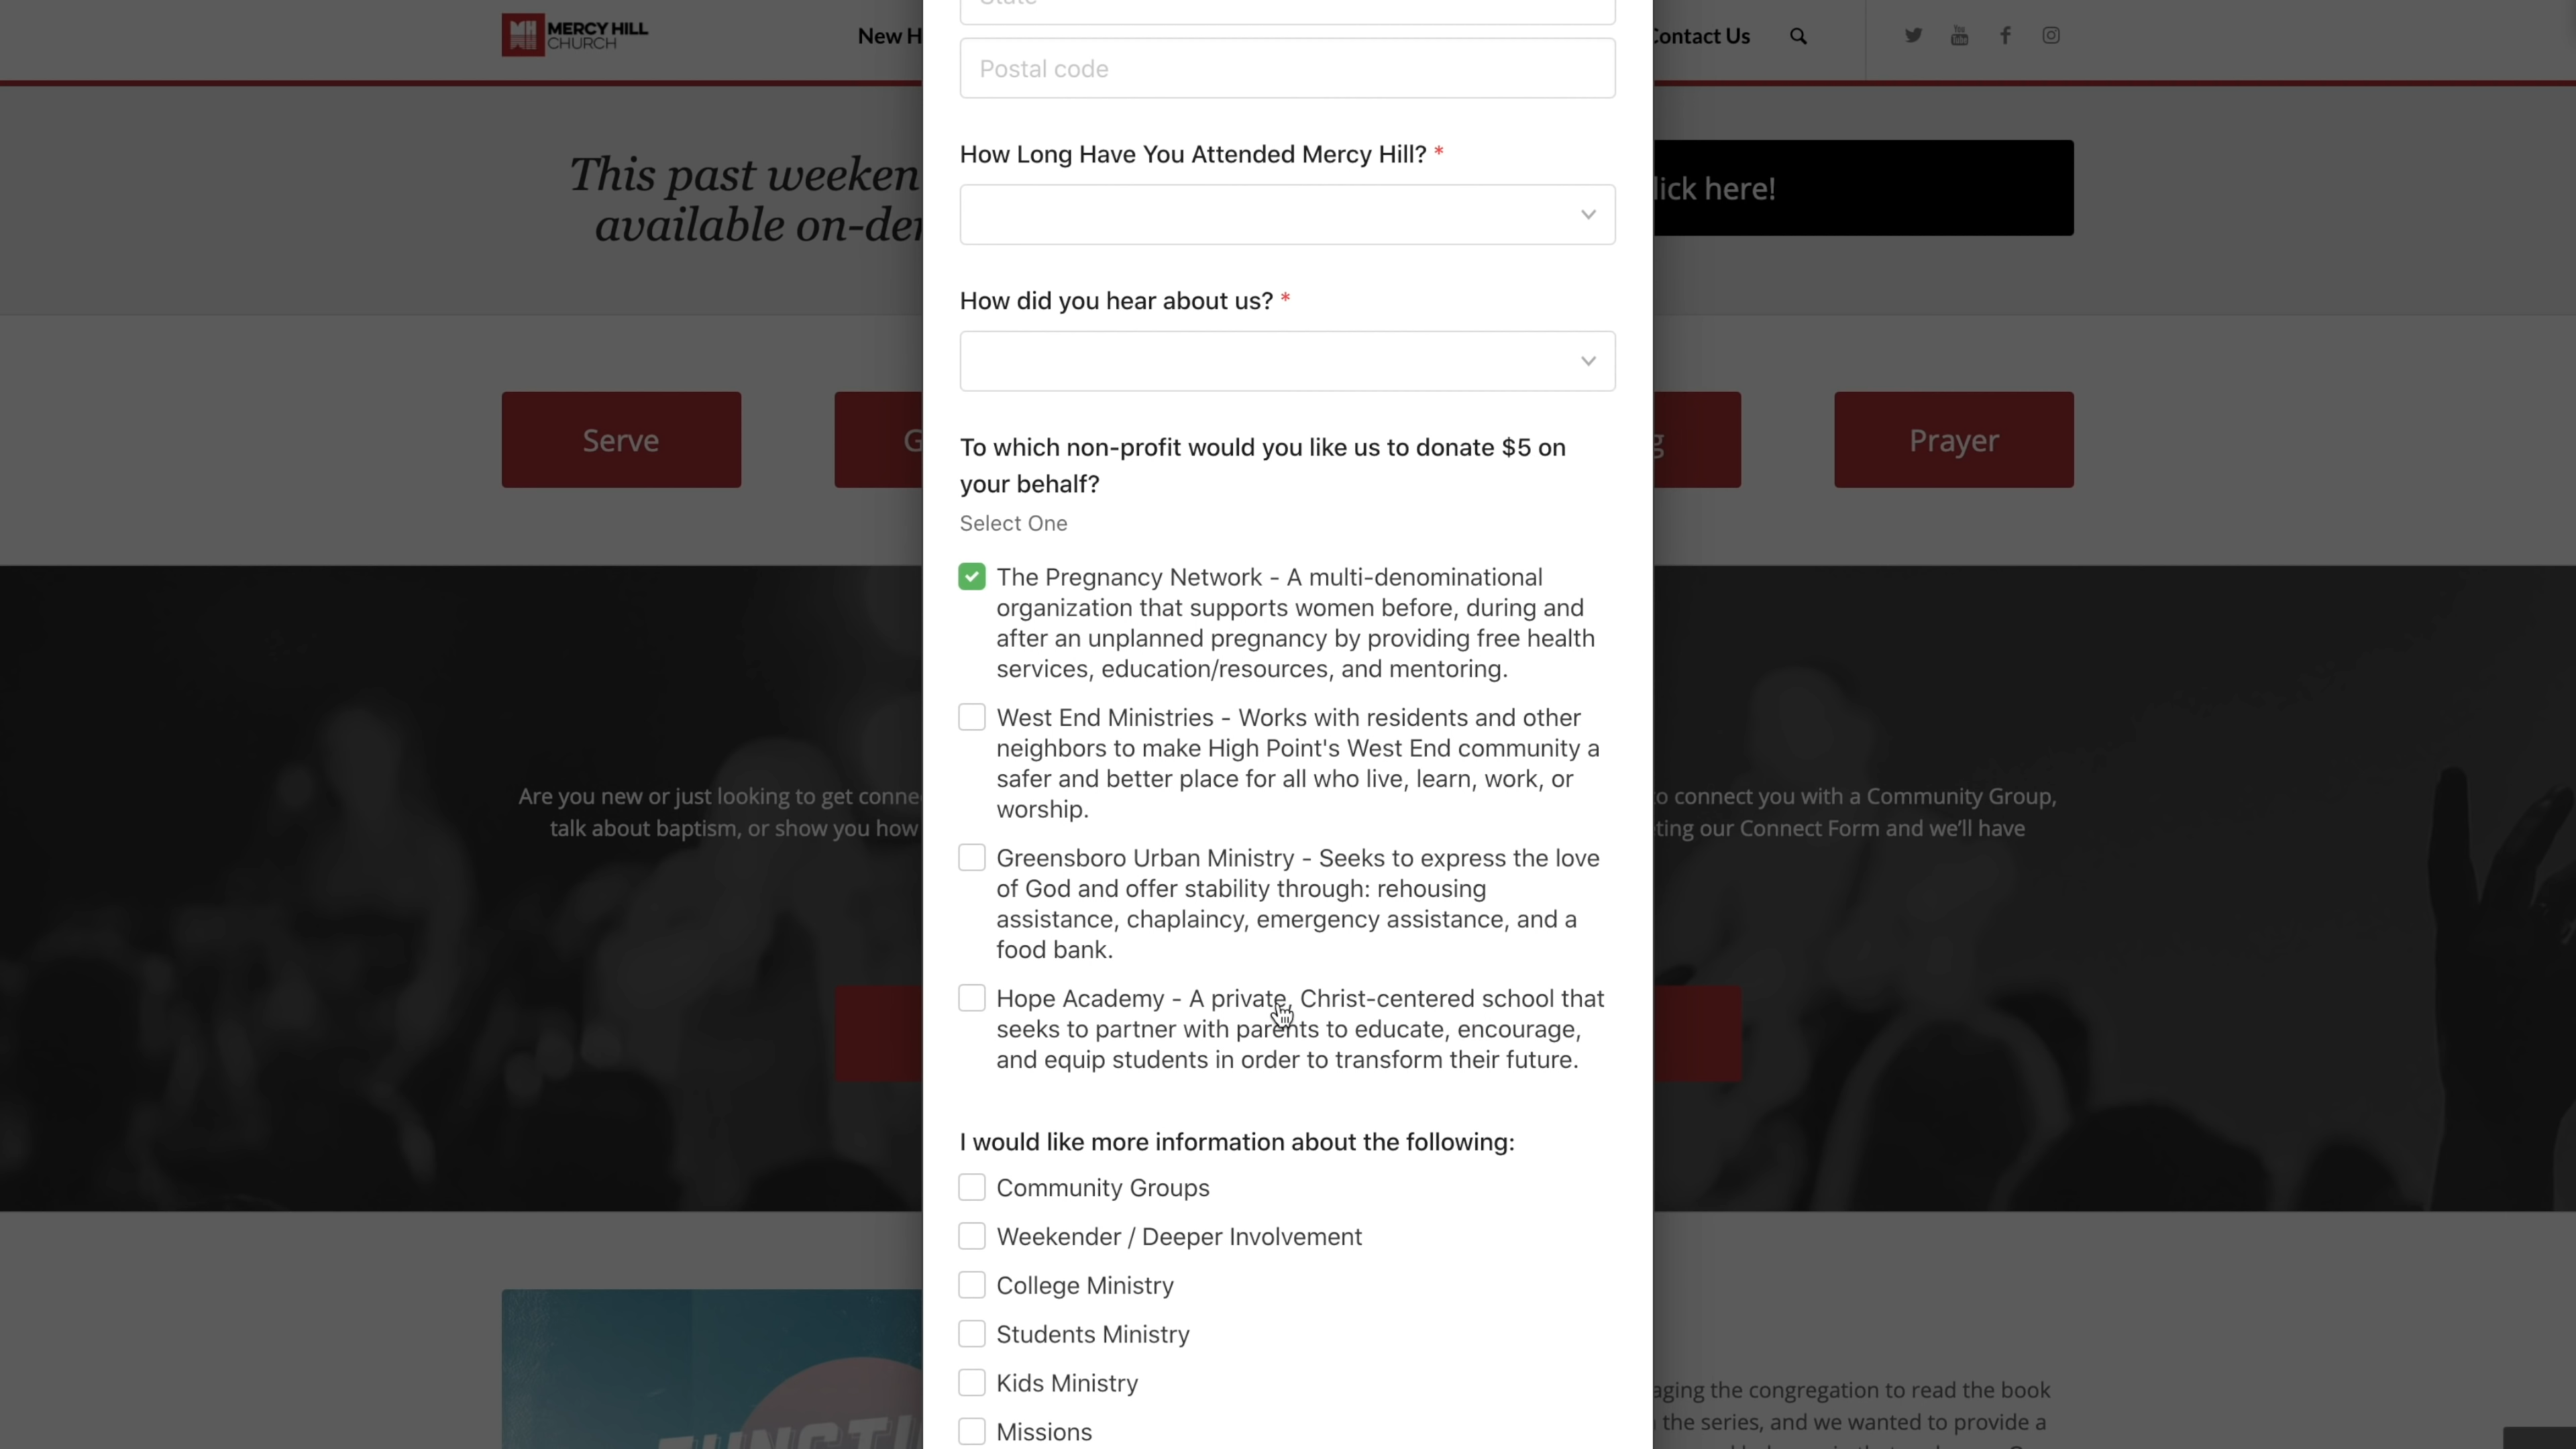 State
MERCY HILL
CHURCH
New H
Contact Us
You
Tube
Postal code
How Long Have You Attended Mercy Hill? *
This past weeken
available on-de
lick here!
How did you hear about us? *
Serve
G
g
Prayer
To which non-profit would you like us to donate $5 on
your behalf?
Select One
The Pregnancy Network - A multi-denominational
organization that supports women before, during and
after an unplanned pregnancy by providing free health
services, education/resources, and mentoring.
West End Ministries - Works with residents and other
neighbors to make High Point's West End community a
safer and better place for all who live, learn, work, or
worship.
Are you new or just looking to get conne
talk about baptism, or show you how
o connect you with a Community Group,
ting our Connect Form and we'll have
Greensboro Urban Ministry - Seeks to express the love
of God and offer stability through: rehousing
assistance, chaplaincy, emergency assistance, and a
food bank.
Hope Academy - A private, Christ-centered school that
seeks to partner with parents to educate, encourage,
and equip students in order to transform their future.
I would like more information about the following:
Community Groups
Weekender / Deeper Involvement
College Ministry
Students Ministry
Kids Ministry
Missions
aging the congregation to read the book
the series, and we wanted to provide a
FUNCTI